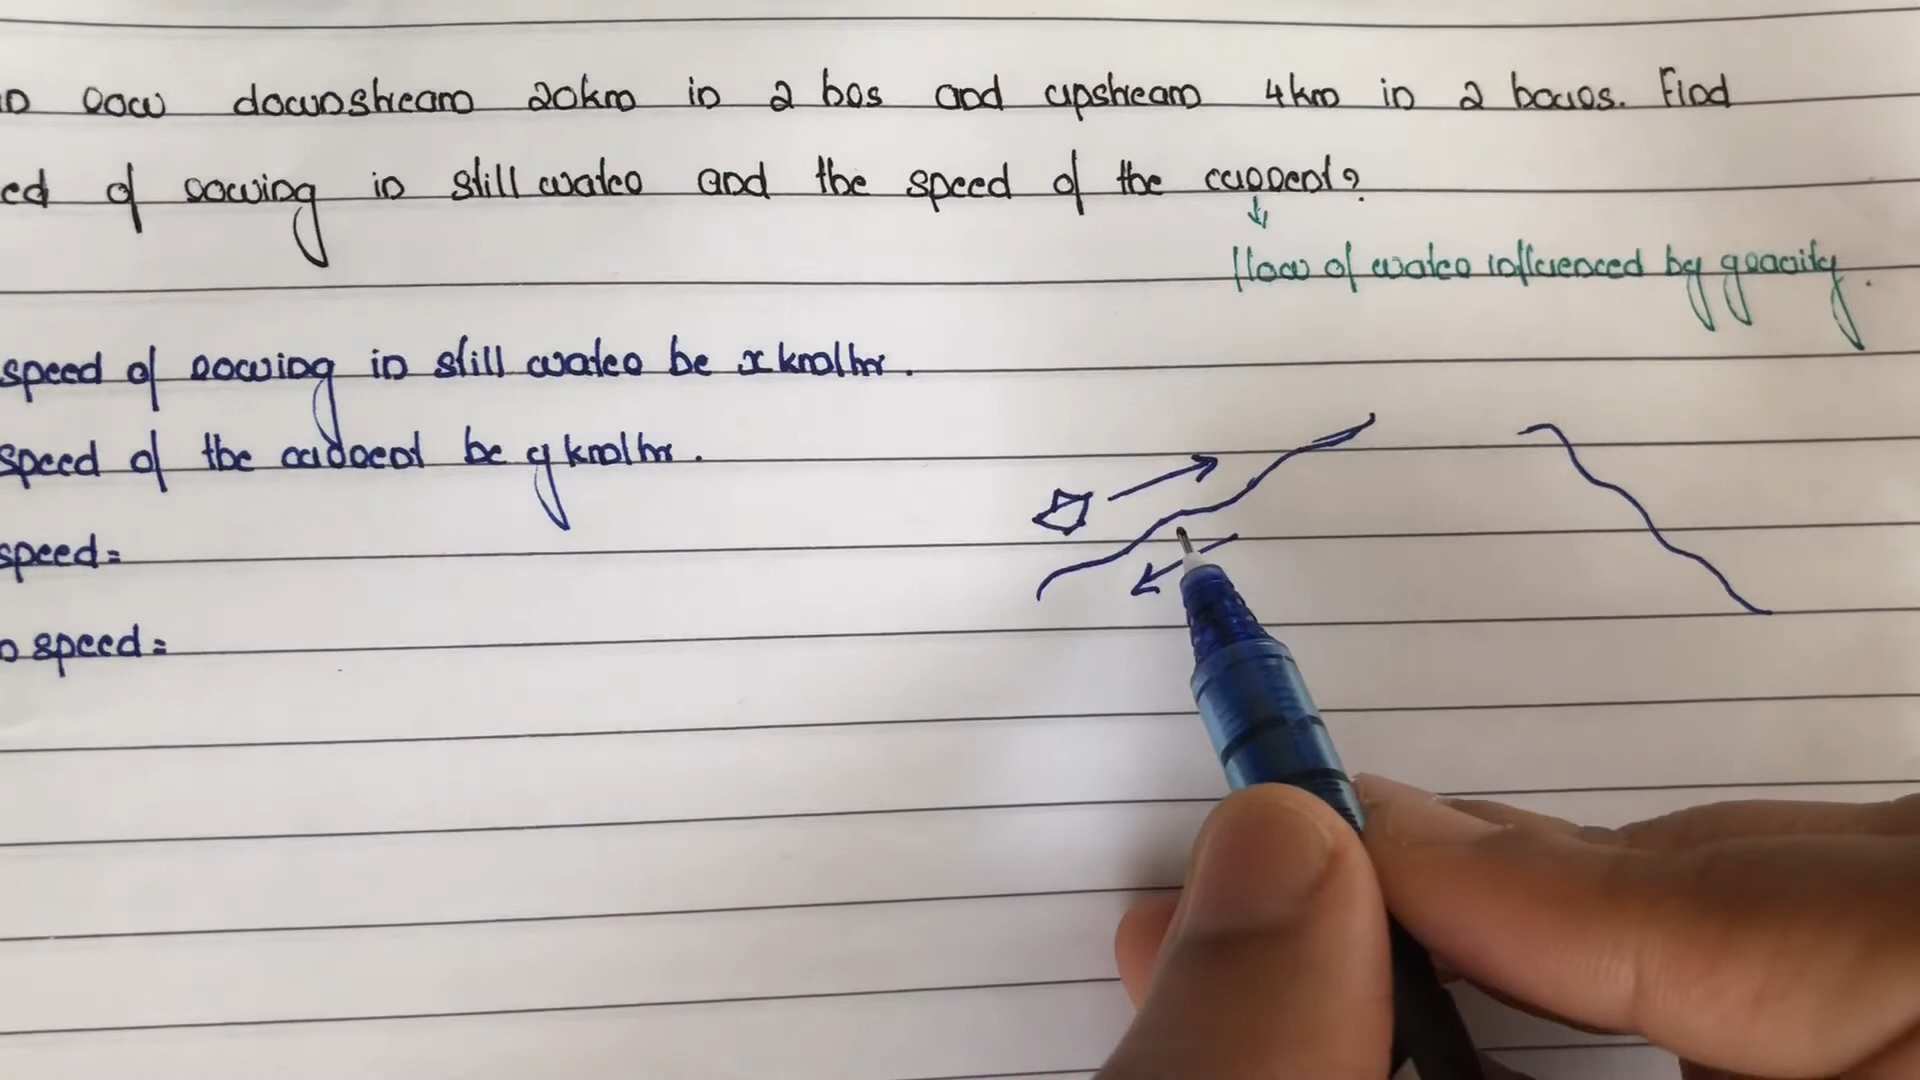 row downstream 20km in 2 hrs and upstream 4km in 2 hours. Find
ed of rowing in still water and the speed of the current?
flow of water influenced by gravity.
speed of rowing in still water be x km/hr.
speed of the current be y km/hr.
speed=
speed=